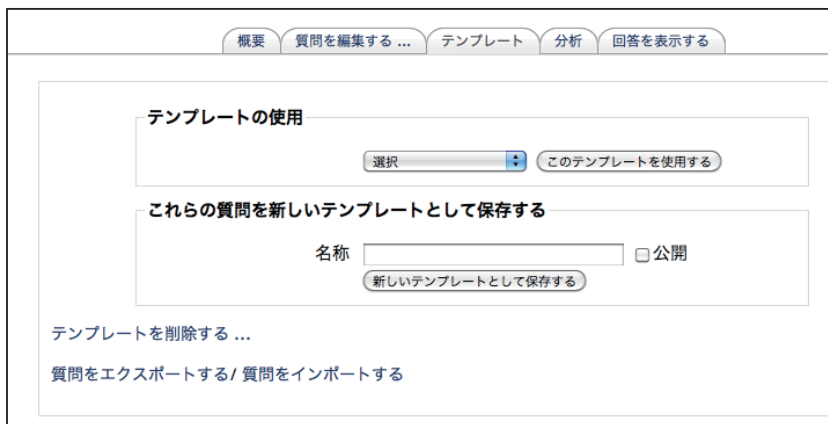 概要 質問を編集する ... テンプレート 分析 回答を表示する
テンプレートの使用
選択 このテンプレートを使用する
これらの質問を新しいテンプレートとして保存する
名称 公開
新しいテンプレートとして保存する
テンプレートを削除する ...
質問をエクスポートする/ 質問をインポートする